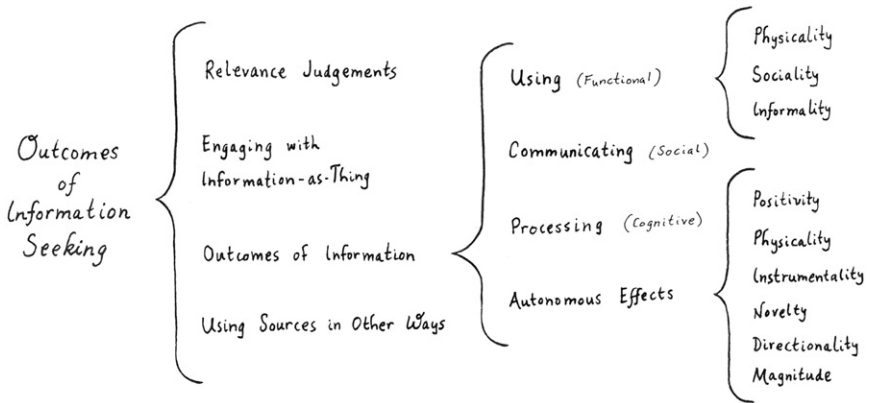 Outcomes
of
Information
Seeking
Relevance Judgements
Engaging with
Information-as-Thing
Outcomes of Information
Using Sources in Other Ways
Using (Functional)
Communicating (Social)
Processing (Cognitive)
Autonomous Effects
Physicality
Sociality
Informality
Positivity
Physicality
Instrumentality
Novelty
Directionality
Magnitude